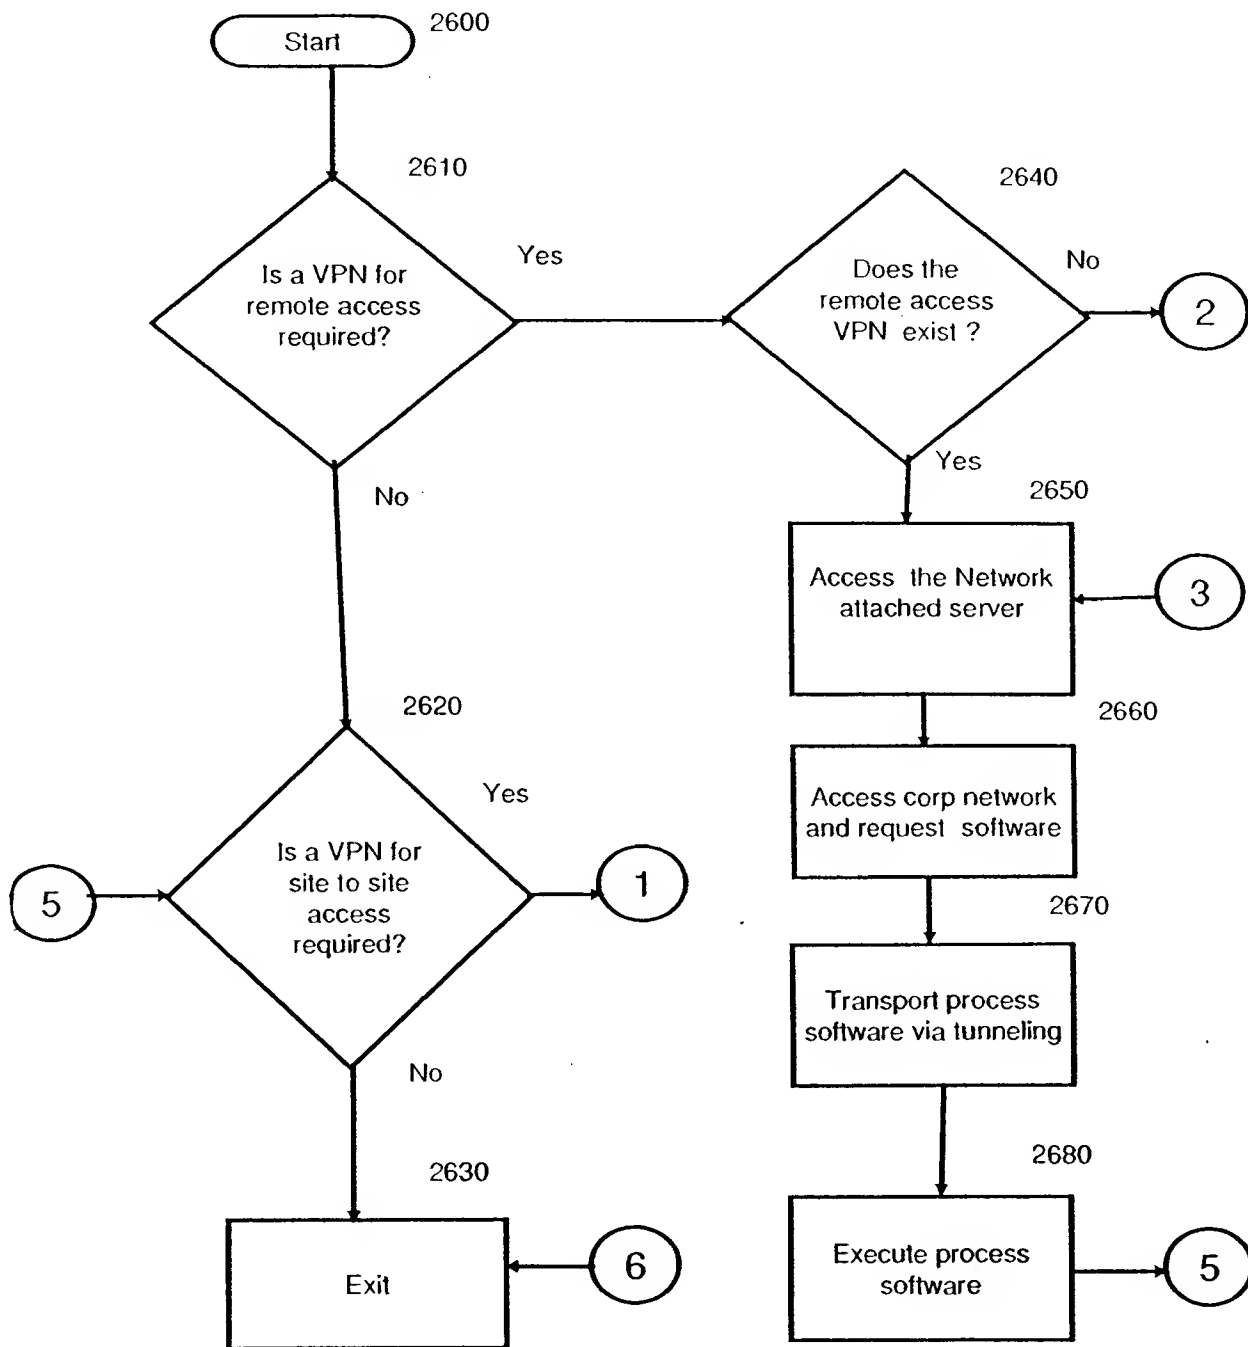 Start
2600
2610
Is a VPN for
remote access
required?
Yes
No
2640
Does the
remote access
VPN exist ?
No
2
Yes
2650
Access the Network
attached server
3
2660
Access corp network
and request software
2670
Transport process
software via tunneling
2680
Execute process
software
5
2620
Is a VPN for
site to site
access
required?
5
Yes
1
No
2630
Exit
6